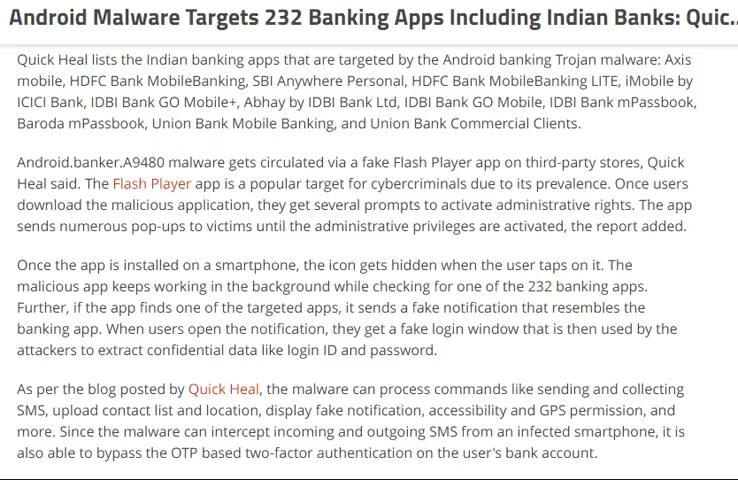 Android Malware Targets 232 Banking Apps Including Indian Banks: Quic..
Quick Heal lists the Indian banking apps that are targeted by the Android banking Trojan malware: Axis
mobile, HDFC Bank MobileBanking, SBI Anywhere Personal, HDFC Bank MobileBanking LITE, iMobile by
ICICI Bank, IDBI Bank GO Mobile+, Abhay by IDBI Bank Ltd, IDBI Bank GO Mobile, IDBI Bank mPassbook,
Baroda mPassbook, Union Bank Mobile Banking, and Union Bank Commercial Clients.
Android.banker.A9480 malware gets circulated via a fake Flash Player app on third-party stores, Quick
Heal said. The Flash Player app is a popular target for cybercriminals due to its prevalence. Once users
download the malicious application, they get several prompts to activate administrative rights. The app
sends numerous pop-ups to victims until the administrative privileges are activated, the report added.
Once the app is installed on a smartphone, the icon gets hidden when the user taps on it. The
malicious app keeps working in the background while checking for one of the 232 banking apps.
Further, if the app finds one of the targeted apps, it sends a fake notification that resembles the
banking app. When users open the notification, they get a fake login window that is then used by the
attackers to extract confidential data like login ID and password.
As per the blog posted by Quick Heal, the malware can process commands like sending and collecting
SMS, upload contact list and location, display fake notification, accessibility and GPS permission, and
more. Since the malware can intercept incoming and outgoing SMS from an infected smartphone, it is
also able to bypass the OTP based two-factor authentication on the user's bank account.